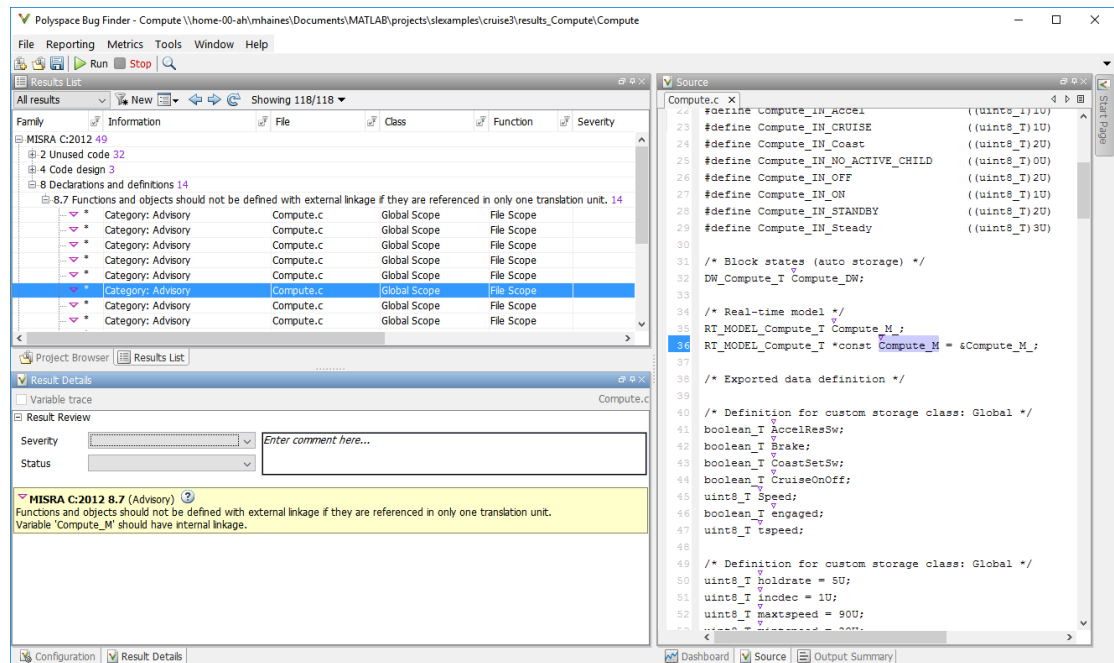 Polyspace Bug Finder - Compute \\home-00-ah\mhaines\Documents\MATLAB\projects\slexamples\cruise3\results_Compute\Compute
File Reporting Metrics Tools Window Help
Run Stop
Results List
All results New Showing 118/118
Family Information File Class Function Severity
MISRA C:2012 49
2 Unused code 32
4 Code design 3
8 Declarations and definitions 14
8.7 Functions and objects should not be defined with external linkage if they are referenced in only one translation unit. 14
* Category: Advisory Compute.c Global Scope File Scope
* Category: Advisory Compute.c Global Scope File Scope
* Category: Advisory Compute.c Global Scope File Scope
* Category: Advisory Compute.c Global Scope File Scope
* Category: Advisory Compute.c Global Scope File Scope
* Category: Advisory Compute.c Global Scope File Scope
* Category: Advisory Compute.c Global Scope File Scope
* Category: Advisory Compute.c Global Scope File Scope
Project Browser Results List
Result Details
Variable trace Compute.c
Result Review
Severity Enter comment here...
Status
MISRA C:2012 8.7 (Advisory) ?
Functions and objects should not be defined with external linkage if they are referenced in only one translation unit.
Variable 'Compute_M' should have internal linkage.
Configuration Result Details
Source
Compute.c
22 #define Compute_IN_Accel ((uint8_T)1U)
23 #define Compute_IN_CRUISE ((uint8_T)1U)
24 #define Compute_IN_Coast ((uint8_T)2U)
25 #define Compute_IN_NO_ACTIVE_CHILD ((uint8_T)0U)
26 #define Compute_IN_OFF ((uint8_T)2U)
27 #define Compute_IN_ON ((uint8_T)1U)
28 #define Compute_IN_STANDBY ((uint8_T)2U)
29 #define Compute_IN_Steady ((uint8_T)3U)
30
31 /* Block states (auto storage) */
32 DW_Compute_T Compute_DW;
33
34 /* Real-time model */
35 RT_MODEL_Compute_T Compute_M_;
36 RT_MODEL_Compute_T *const Compute_M = &Compute_M_;
37
38 /* Exported data definition */
39
40 /* Definition for custom storage class: Global */
41 boolean_T AccelResSw;
42 boolean_T Brake;
43 boolean_T CoastSetSw;
44 boolean_T CruiseOnOff;
45 uint8_T Speed;
46 boolean_T engaged;
47 uint8_T tspeed;
48
49 /* Definition for custom storage class: Global */
50 uint8_T holdrate = 5U;
51 uint8_T incdec = 1U;
52 uint8_T maxtspeed = 90U;
Dashboard Source Output Summary
Start Page